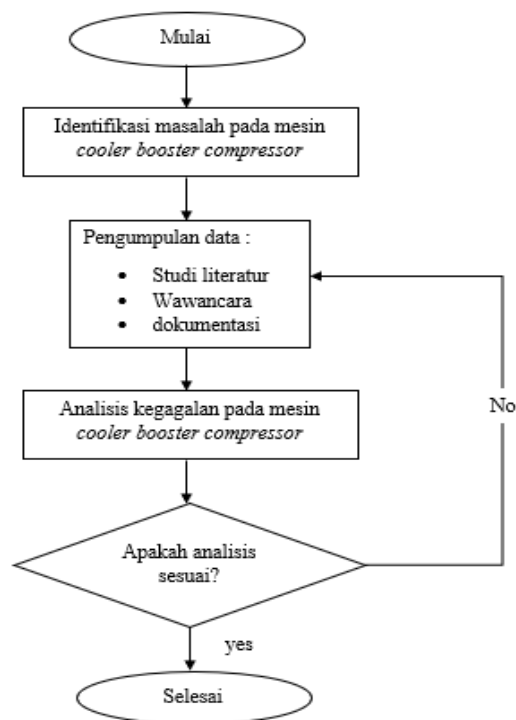 Mulai
Identifikasi masalah pada mesin
cooler booster compressor
Pengumpulan data :
• Studi literatur
• Wawancara
• dokumentasi
Analisis kegagalan pada mesin
cooler booster compressor
No
Apakah analisis
sesuai?
yes
Selesai